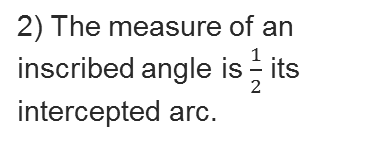 2) The measure of an
inscribed angle is 1/2 its
intercepted arc.